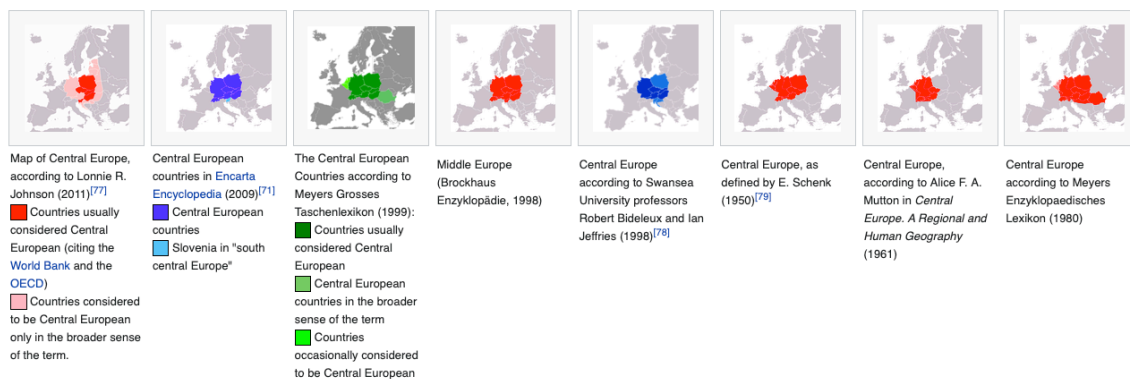 Map of Central Europe,
according to Lonnie R.
Johnson (2011)[77]
Countries usually
considered Central
European (citing the
World Bank and the
OECD)
Countries considered
to be Central European
only in the broader sense
of the term.
Central European
countries in Encarta
Encyclopedia (2009)[71]
Central European
countries
Slovenia in "south
central Europe"
The Central European
Countries according to
Meyers Grosses
Taschenlexikon (1999):
Countries usually
considered Central
European
Central European
countries in the broader
sense of the term
Countries
occasionally considered
to be Central European
Middle Europe
(Brockhaus
Enzyklopädie, 1998)
Central Europe
according to Swansea
University professors
Robert Bideleux and Ian
Jeffries (1998)[78]
Central Europe, as
defined by E. Schenk
(1950)[79]
Central Europe,
according to Alice F. A.
Mutton in Central
Europe. A Regional and
Human Geography
(1961)
Central Europe
according to Meyers
Enzyklopaedisches
Lexikon (1980)